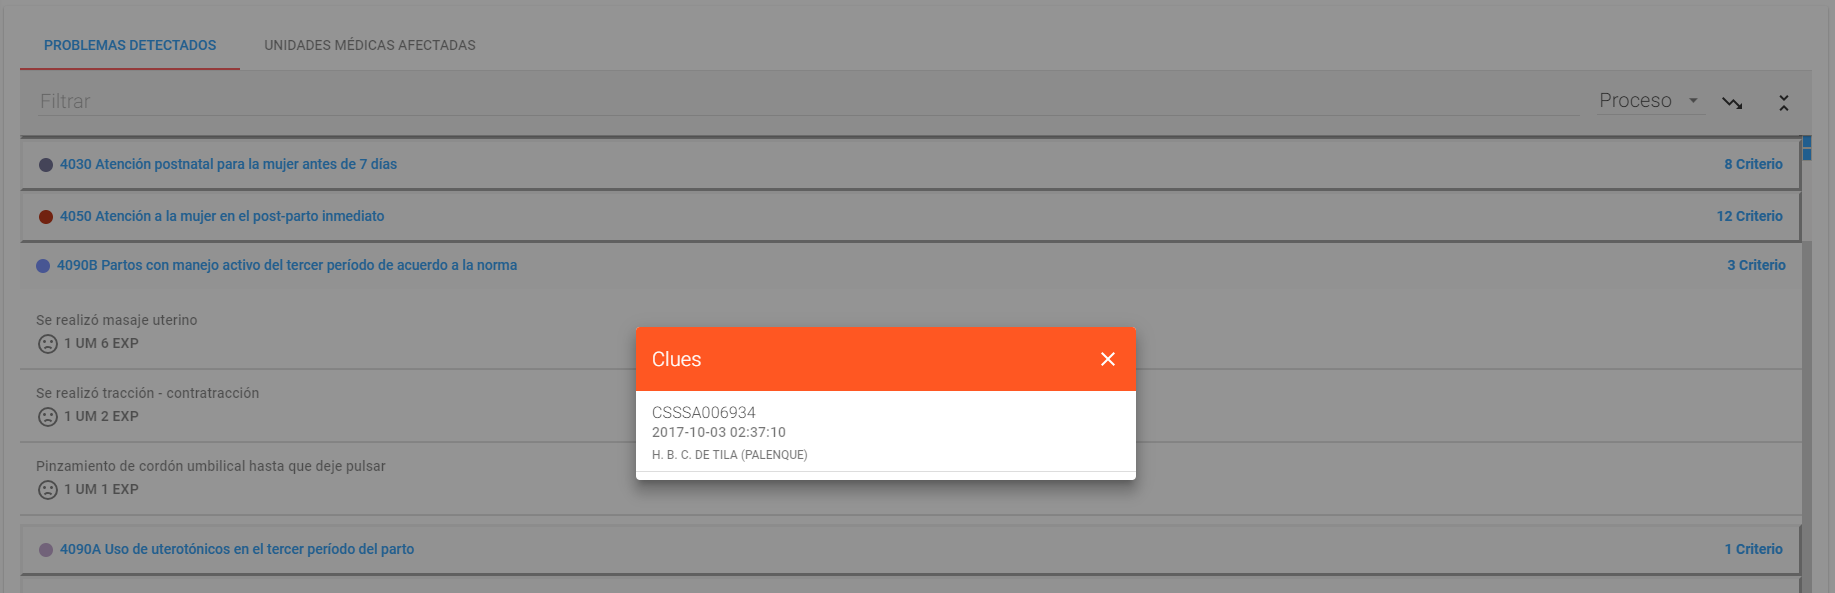 PROBLEMAS DETECTADOS
UNIDADES MÉDICAS AFECTADAS
Filtrar
Proceso
4030 Atención postnatal para la mujer antes de 7 días
8 Criterio
4050 Atención a la mujer en el post-parto inmediato
12 Criterio
4090B Partos con manejo activo del tercer período de acuerdo a la norma
3 Criterio
Se realizó masaje uterino
1 UM 6 EXP
Se realizó tracción - contratracción
1 UM 2 EXP
Pinzamiento de cordón umbilical hasta que deje pulsar
1 UM 1 EXP
Clues
CSSSA006934
2017-10-03 02:37:10
H. B. C. DE TILA (PALENQUE)
4090A Uso de uterotónicos en el tercer período del parto
1 Criterio